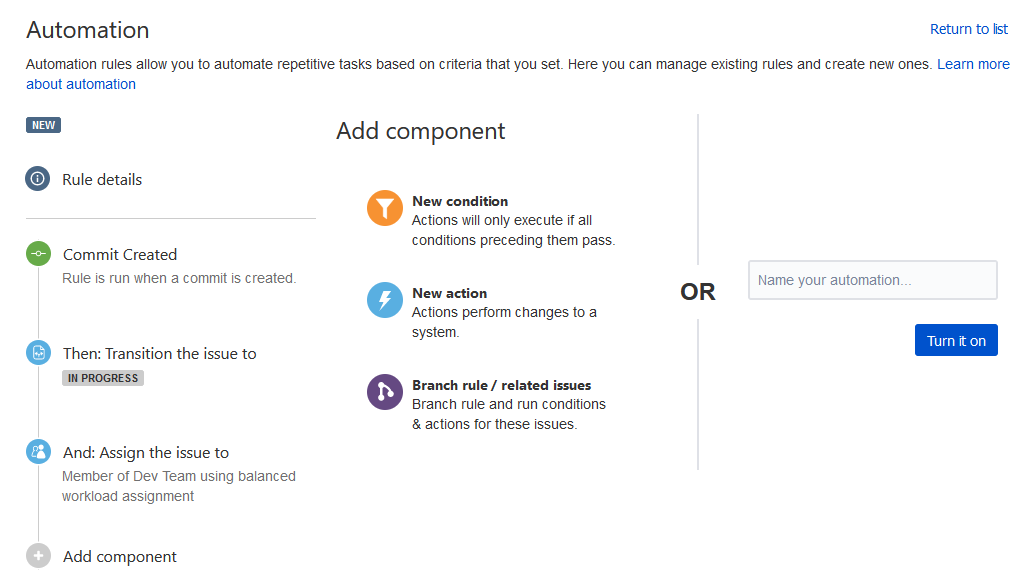 Automation
Return to list
Automation rules allow you to automate repetitive tasks based on criteria that you set. Here you can manage existing rules and create new ones. Learn more
about automation
NEW
Rule details
Commit Created
Rule is run when a commit is created.
Then: Transition the issue to
IN PROGRESS
And: Assign the issue to
Member of Dev Team using balanced
workload assignment
Add component
Add component
New condition
Actions will only execute if all
conditions preceding them pass.
New action
Actions perform changes to a
system.
Branch rule / related issues
Branch rule and run conditions
& actions for these issues.
OR
Name your automation...
Turn it on